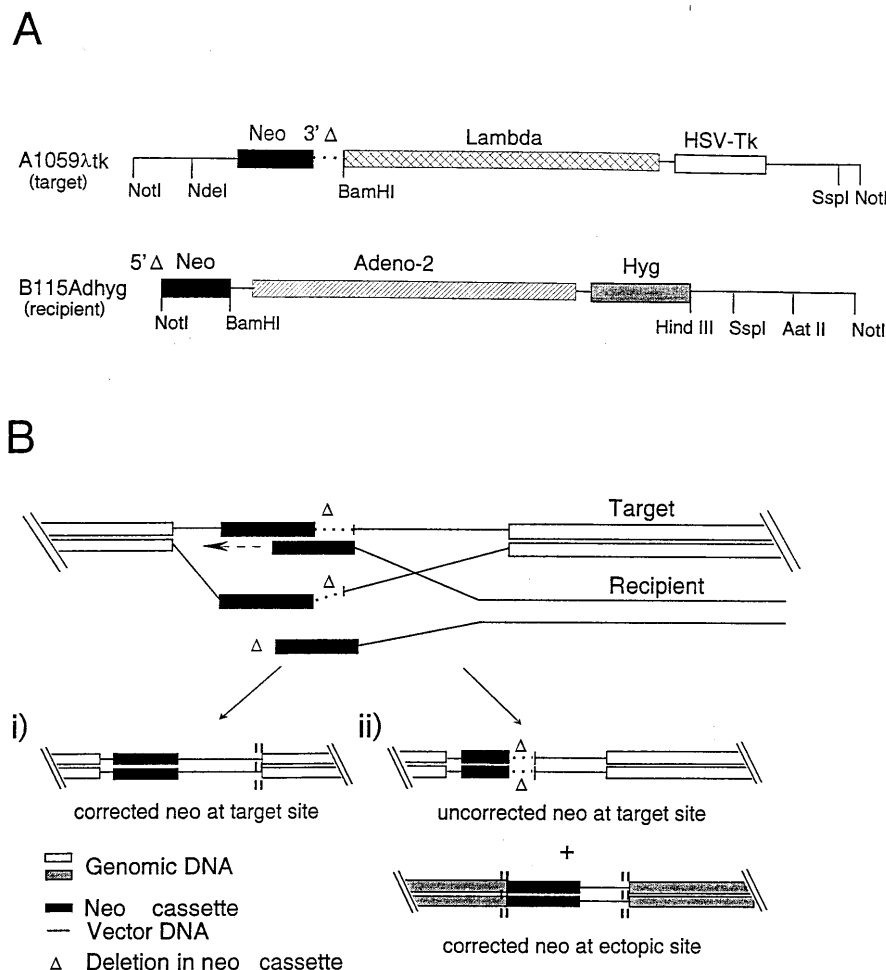 A
Neo 3' Δ Lambda HSV-Tk
A1059λtk
(target)
NotI NdeI BamHI SspI NotI
5' Δ Neo Adeno-2 Hyg
B115Adhyg
(recipient)
NotI BamHI Hind III SspI Aat II NotI
B
Δ Target
Δ Recipient
Δ
i) ii)
Δ
Δ
corrected neo at target site uncorrected neo at target site
+
Genomic DNA
Neo cassette
Vector DNA
corrected neo at ectopic site
Δ Deletion in neo cassette